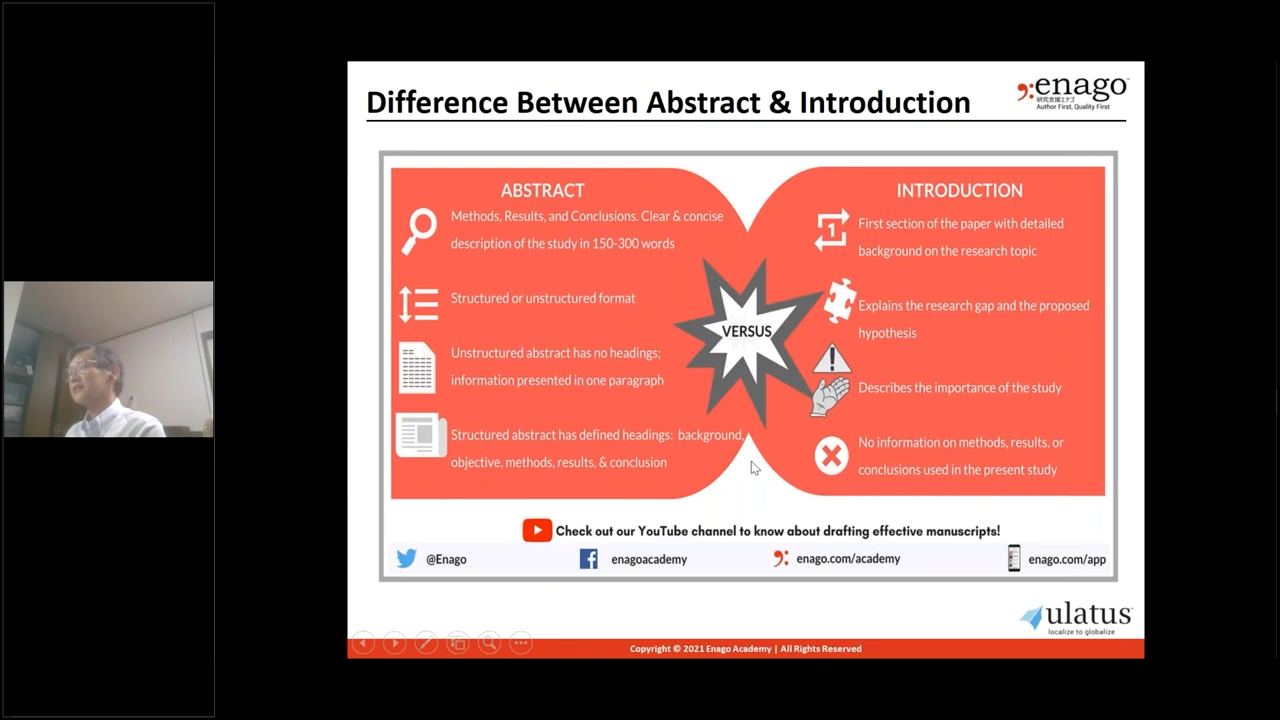 Difference Between Abstract & Introduction
enago
研究支援エナゴ
Author First, Quality First
ABSTRACT
Methods, Results, and Conclusions. Clear & concise
description of the study in 150-300 words
Structured or unstructured format
Unstructured abstract has no headings;
information presented in one paragraph
Structured abstract has defined headings: background,
objective, methods, results, & conclusion
VERSUS
INTRODUCTION
1
First section of the paper with detailed
background on the research topic
Explains the research gap and the proposed
hypothesis
Describes the importance of the study
No information on methods, results, or
conclusions used in the present study
Check out our YouTube channel to know about drafting effective manuscripts!
@Enago
enagoacademy
enago.com/academy
enago.com/app
ulatus
localize to globalize
Copyright © 2021 Enago Academy | All Rights Reserved